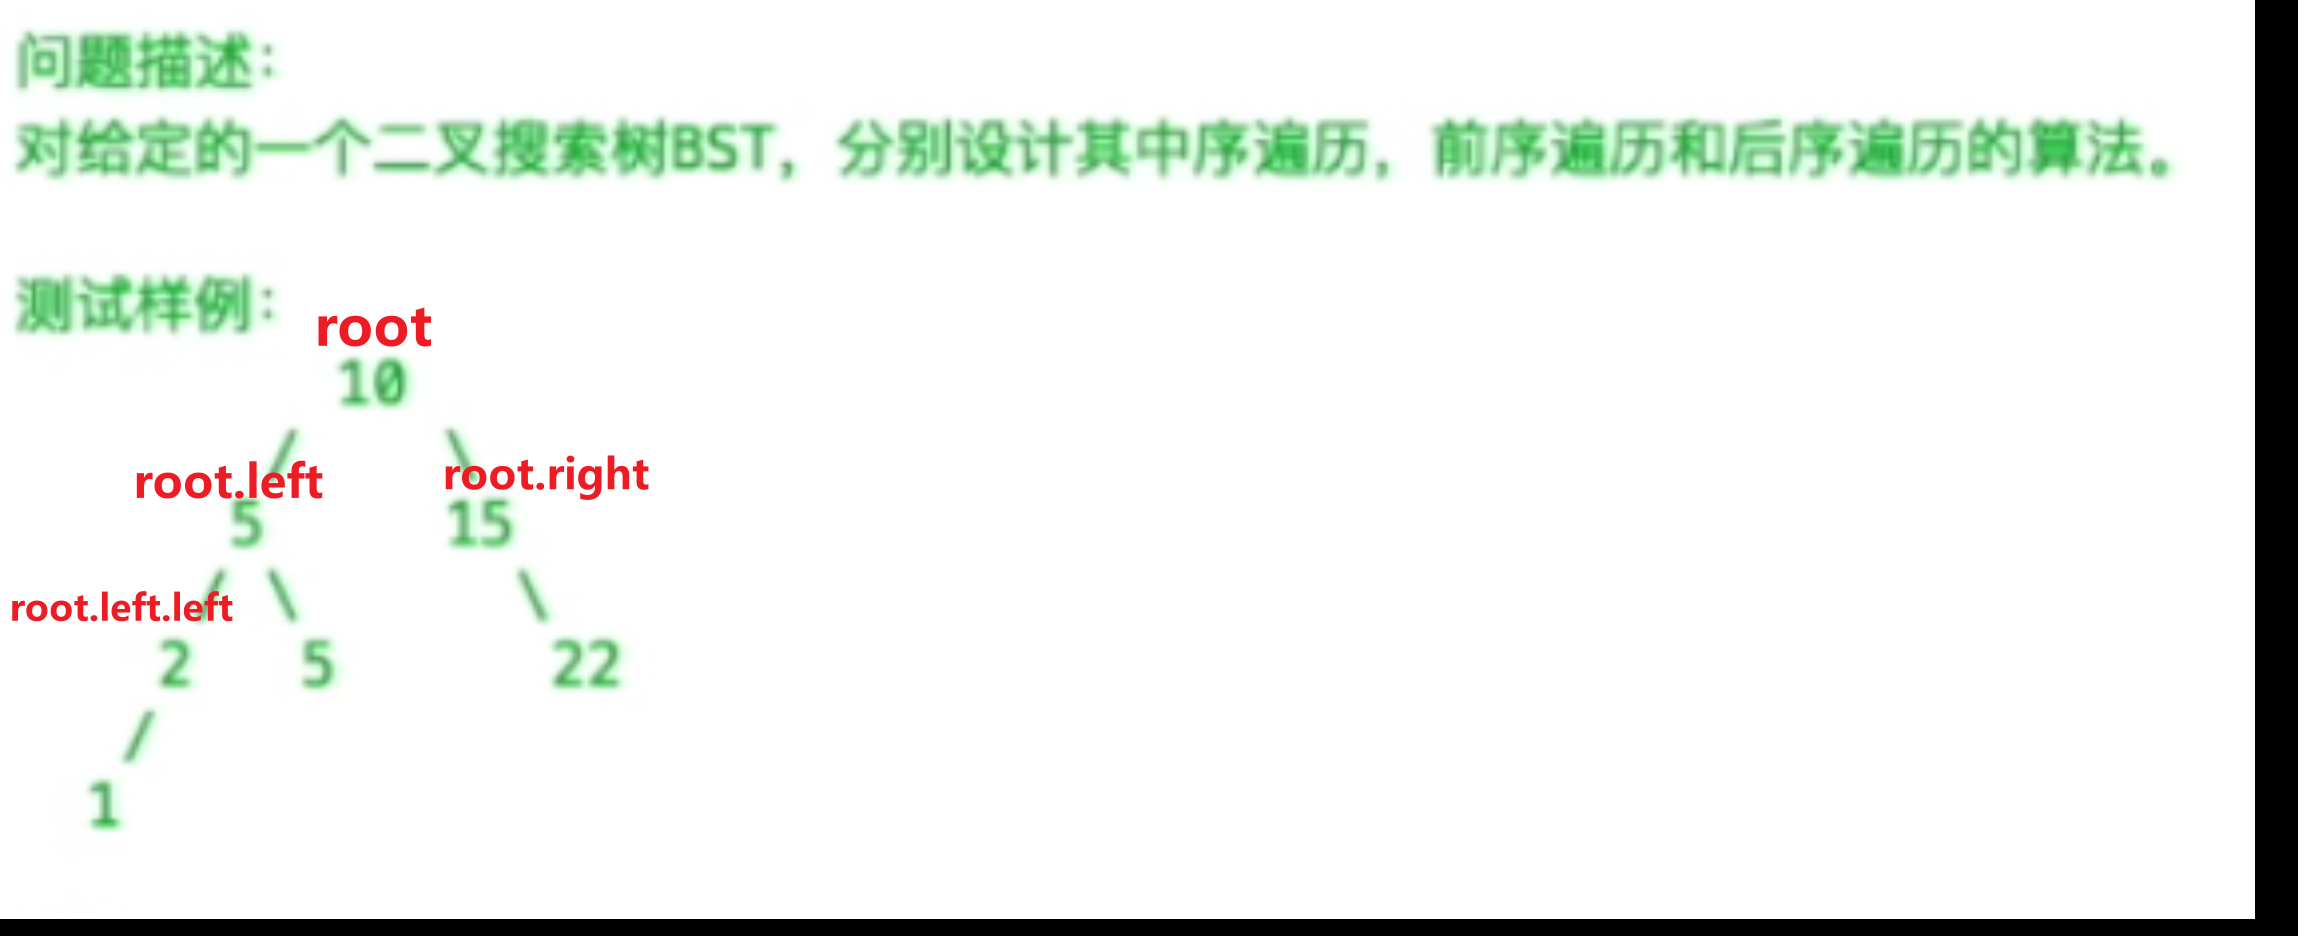 问题描述：
对给定的一个二叉搜索树BST，分别设计其中序遍历，前序遍历和后序遍历的算法。
测试样例：
root
10
/ \
root.left root.right
5 15
/ \ \
root.left.left
2 5 22
/
1